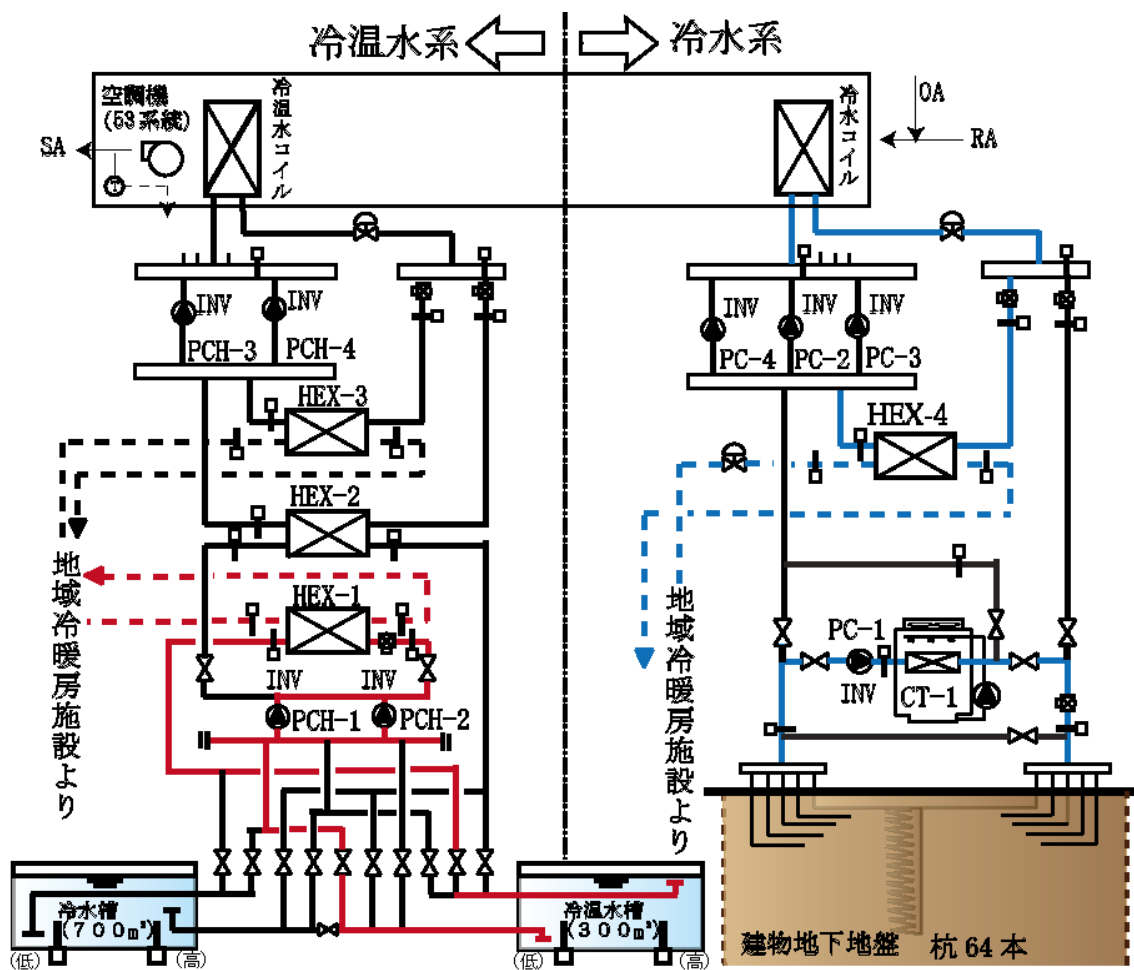 冷温水系
冷水系
空調機
(53系統)
冷温水コイル
冷水コイル
OA
SA
RA
T
INV
INV
PCH-3
PCH-4
INV
INV
INV
PC-4
PC-2
PC-3
HEX-3
HEX-4
HEX-2
地域冷暖房施設より
HEX-1
INV
INV
PCH-1
PCH-2
地域冷暖房施設より
PC-1
INV
CT-1
冷水槽
(700㎥)
(低)
(高)
冷温水槽
(300㎥)
(低)
(高)
建物地下地盤 杭64本